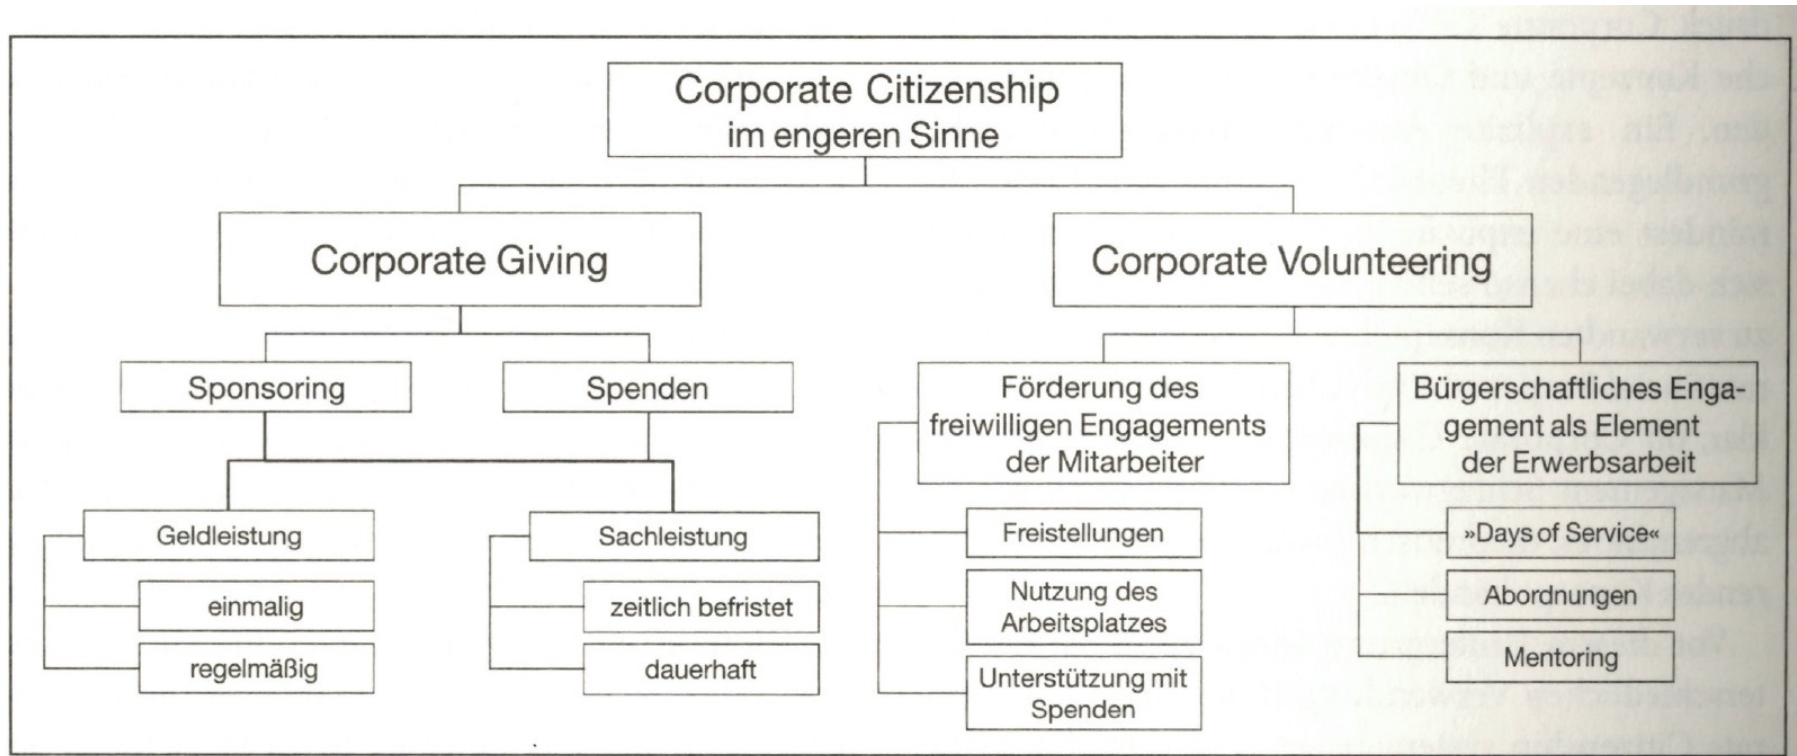 Corporate Citizenship
im engeren Sinne
Corporate Giving
Corporate Volunteering
Sponsoring
Spenden
Förderung des
freiwilligen Engagements
der Mitarbeiter
Bürgerschaftliches Enga-
gement als Element
der Erwerbsarbeit
Geldleistung
einmalig
regelmäßig
Sachleistung
zeitlich befristet
dauerhaft
Freistellungen
Nutzung des
Arbeitsplatzes
Unterstützung mit
Spenden
»Days of Service«
Abordnungen
Mentoring